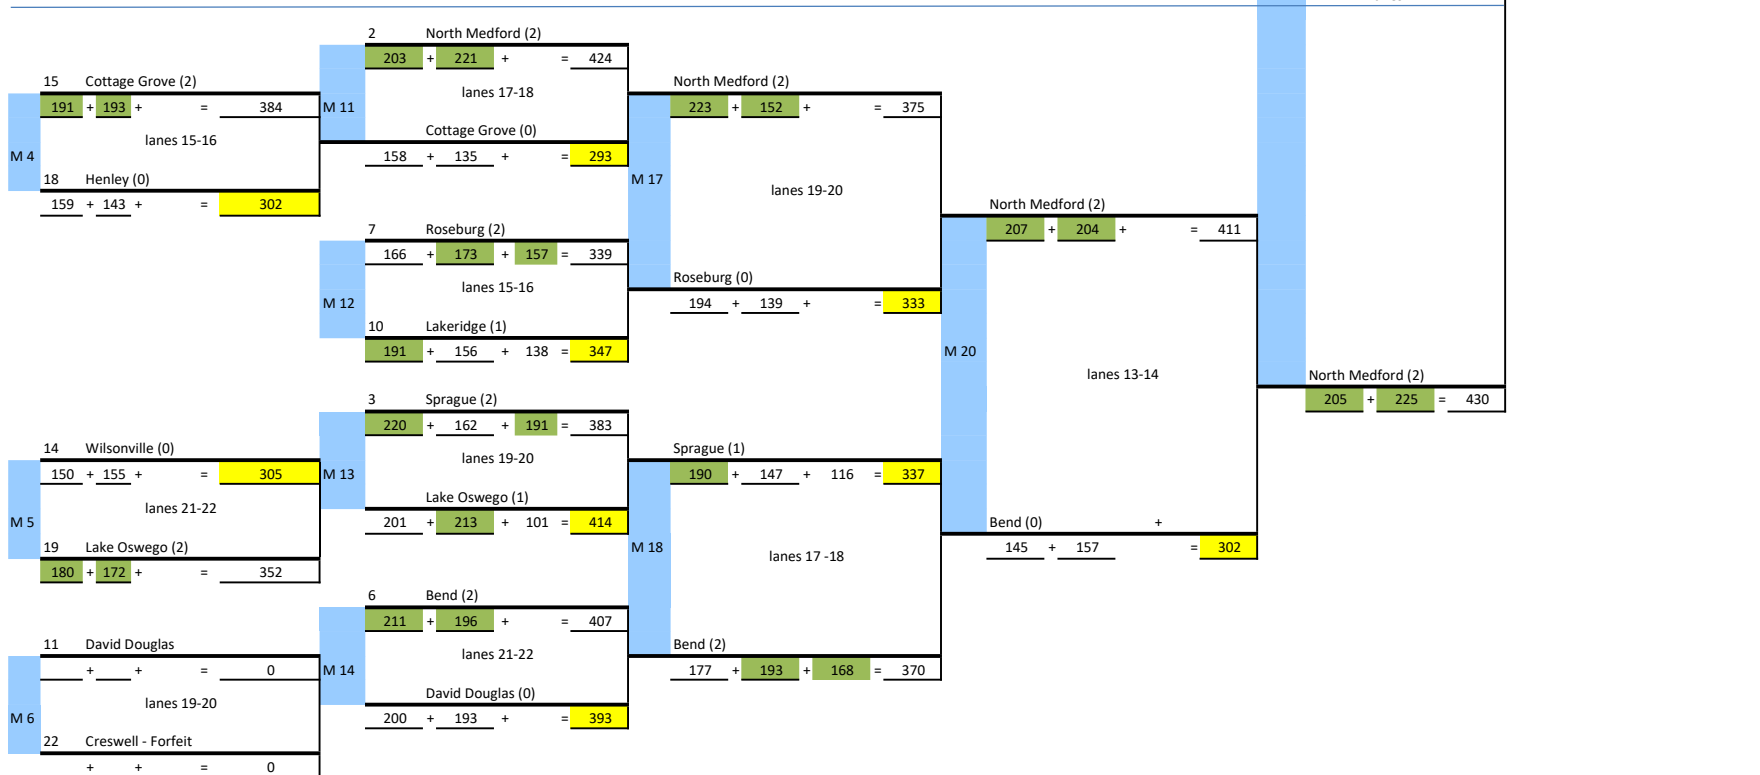 2 North Medford (2)
203 + 221 + = 424
15 Cottage Grove (2)
North Medford (2)
lanes 17-18
191 + 193 + = 384
M 11
223 + 152 + = 375
Cottage Grove (0)
lanes 15-16
M 4
158 + 135 + = 293
18 Henley (0)
M 17
lanes 19-20
159 + 143 + = 302
North Medford (2)
7 Roseburg (2)
207 + 204 + = 411
166 + 173 + 157 = 339
Roseburg (0)
lanes 15-16
M 12
194 + 139 + = 333
10 Lakeridge (1)
191 + 156 + 138 = 347
M 20
lanes 13-14
North Medford (2)
3 Sprague (2)
205 + 225 = 430
220 + 162 + 191 = 383
14 Wilsonville (0)
Sprague (1)
lanes 19-20
150 + 155 + = 305
M 13
190 + 147 + 116 = 337
Lake Oswego (1)
lanes 21-22
M 5
201 + 213 + 101 = 414
Bend (0) +
19 Lake Oswego (2)
M 18
145 + 157 = 302
lanes 17 -18
180 + 172 + = 352
6 Bend (2)
211 + 196 + = 407
11 David Douglas
Bend (2)
lanes 21-22
+ + = 0
M 14
177 + 193 + 168 = 370
David Douglas (0)
lanes 19-20
M 6
200 + 193 + = 393
22 Creswell - Forfeit
+ + = 0